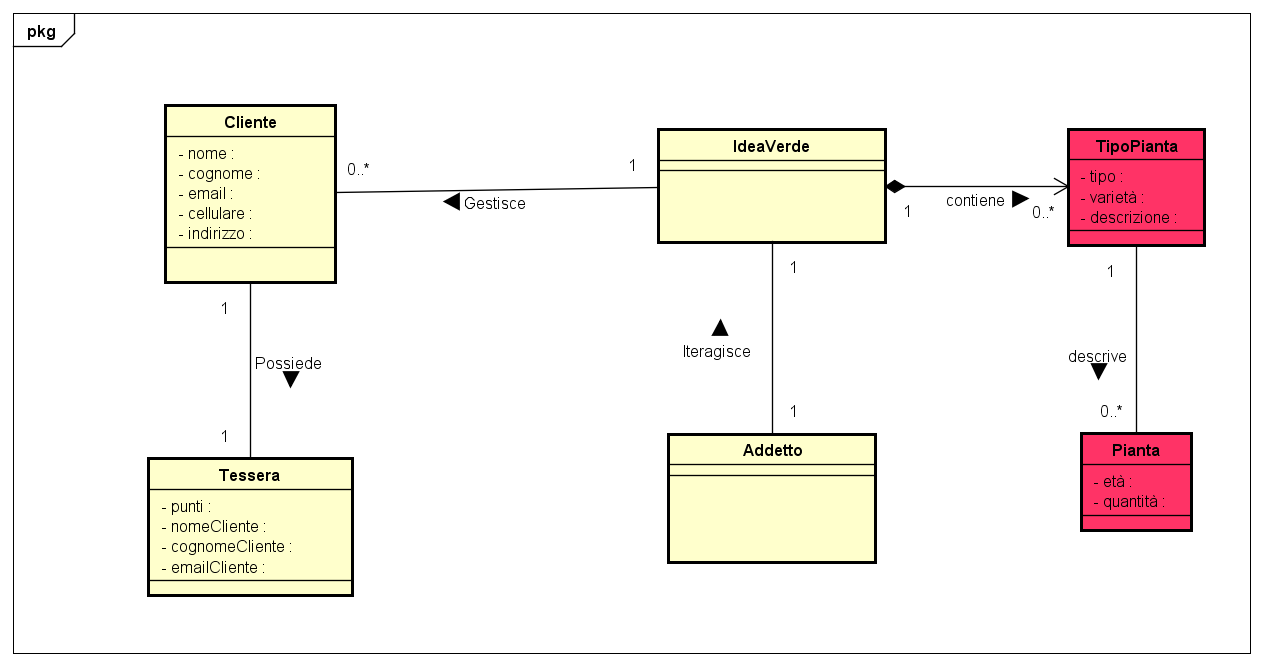 pkg
Cliente
- nome :
- cognome :
- email :
- cellulare :
- indirizzo :
0..*
1
Gestisce
IdeaVerde
1
contiene
0..*
TipoPianta
- tipo :
- varietà :
- descrizione :
1
Possiede
1
Tessera
- punti :
- nomeCliente :
- cognomeCliente :
- emailCliente :
1
Iteragisce
1
Addetto
1
descrive
0..*
Pianta
- età :
- quantità :